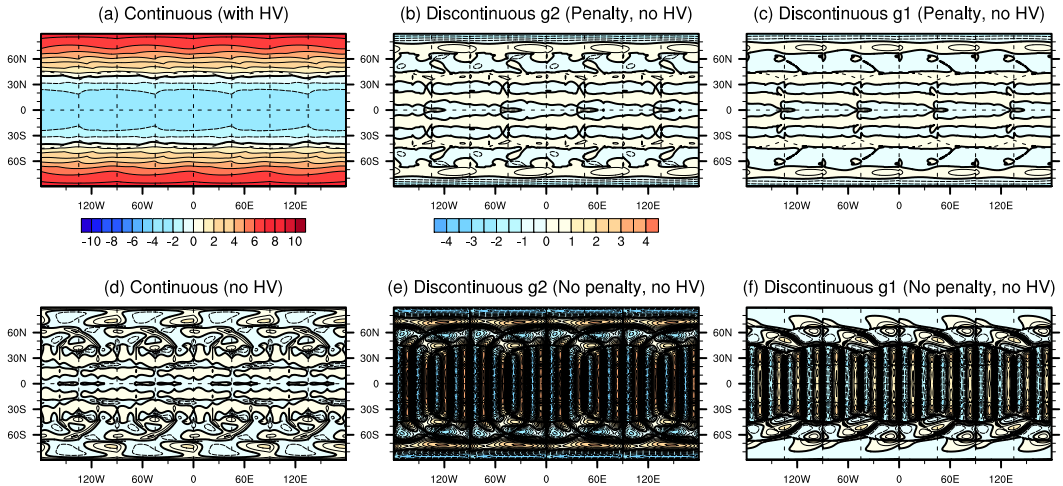 (a) Continuous (with HV)
(b) Discontinuous g2 (Penalty, no HV)
(c) Discontinuous g1 (Penalty, no HV)
60N
30N
0
30S
60S
120W 60W 0 60E 120E
60N
30N
0
30S
60S
120W 60W 0 60E 120E
60N
30N
0
30S
60S
120W 60W 0 60E 120E
-10 -8 -6 -4 -2 0 2 4 6 8 10
-4 -3 -2 -1 0 1 2 3 4
(d) Continuous (no HV)
(e) Discontinuous g2 (No penalty, no HV)
(f) Discontinuous g1 (No penalty, no HV)
60N
30N
0
30S
60S
120W 60W 0 60E 120E
60N
30N
0
30S
60S
120W 60W 0 60E 120E
60N
30N
0
30S
60S
120W 60W 0 60E 120E